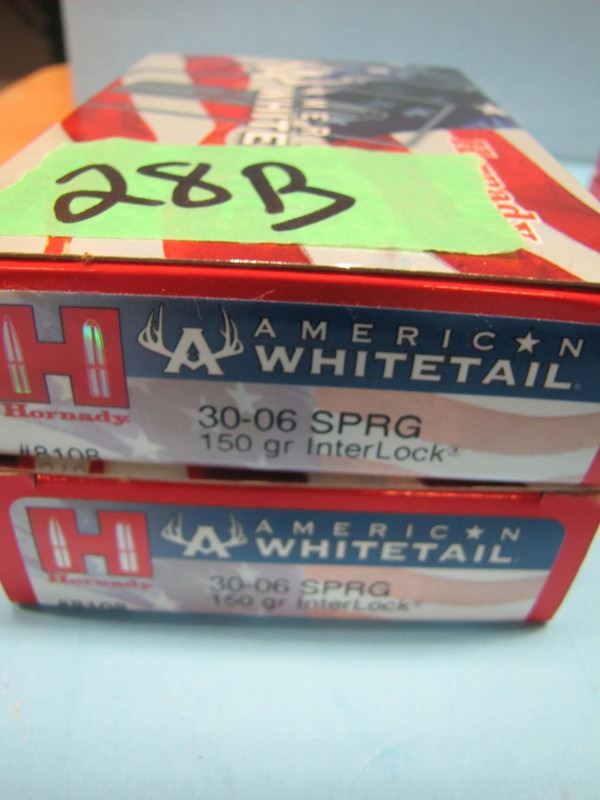 28B
Hornady
AMERICAN
WHITETAIL
Hornady
30-06 SPRG
150 gr InterLock
AMERICAN
WHITETAIL
Hornady
30-06 SPRG
150 gr InterLock